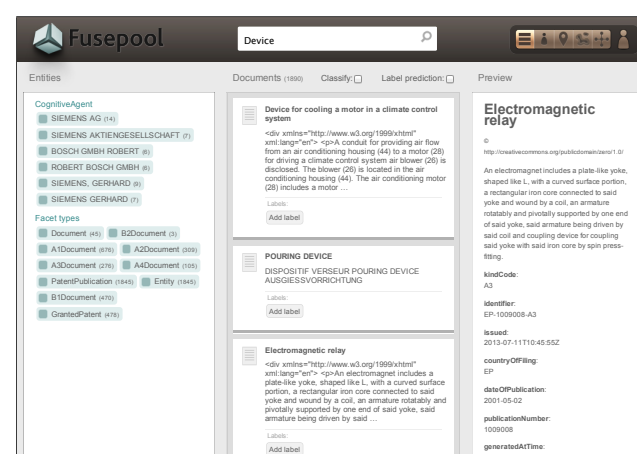 Fusepool
Device
Entities
Documents (1890) Classify: Label prediction:
Preview
CognitiveAgent
SIEMENS AG (14)
SIEMENS AKTIENGESELLSCHAFT (7)
BOSCH GMBH ROBERT (6)
ROBERT BOSCH GMBH (6)
SIEMENS, GERHARD (9)
SIEMENS GERHARD (7)
Facet types
Document (45) B2Document (3)
A1Document (676) A2Document (309)
A3Document (276) A4Document (105)
PatentPublication (1845) Entity (1845)
B1Document (470)
GrantedPatent (478)
Device for cooling a motor in a climate control
system
<div xmlns="http://www.w3.org/1999/xhtml"
xml:lang="en"> <p>A conduit for providing air flow
from an air conditioning housing (44) to a motor (28)
for driving a climate control system air blower (26) is
disclosed. The blower (26) is located in the air
conditioning housing (44). The air conditioning motor
(28) includes a motor ...
Labels:
Add label
POURING DEVICE
DISPOSITIF VERSEUR POURING DEVICE
AUSGIESSVORRICHTUNG
Labels:
Add label
Electromagnetic relay
<div xmlns="http://www.w3.org/1999/xhtml"
xml:lang="en"> <p>An electromagnet includes a
plate-like yoke, shaped like L, with a curved surface
portion, a rectangular iron core connected to said
yoke and wound by a coil, an armature rotatably and
pivotally supported by one end of said yoke, said
armature being driven by said ...
Labels:
Add label
Electromagnetic
relay
©
http://creativecommons.org/publicdomain/zero/1.0/
An electromagnet includes a plate-like yoke,
shaped like L, with a curved surface portion,
a rectangular iron core connected to said
yoke and wound by a coil, an armature
rotatably and pivotally supported by one end
of said yoke, said armature being driven by
said coil and coupling device for coupling
said yoke with said iron core by spin press-
fitting.
kindCode:
A3
identifier:
EP-1009008-A3
issued:
2013-07-11T10:45:55Z
countryOfFiling:
EP
dateOfPublication:
2001-05-02
publicationNumber:
1009008
generatedAtTime: